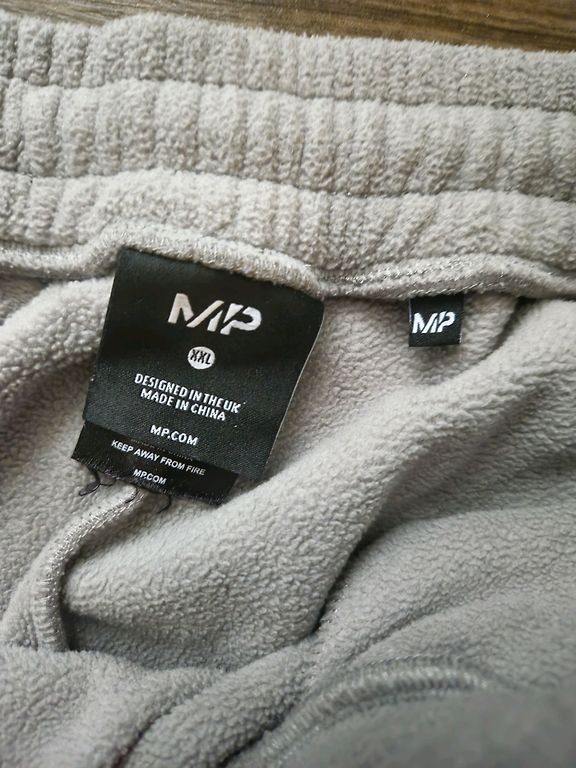 MP
XXL
DESIGNED IN THE UK
MADE IN CHINA
MP.COM
KEEP AWAY FROM FIRE
MP.COM
MP